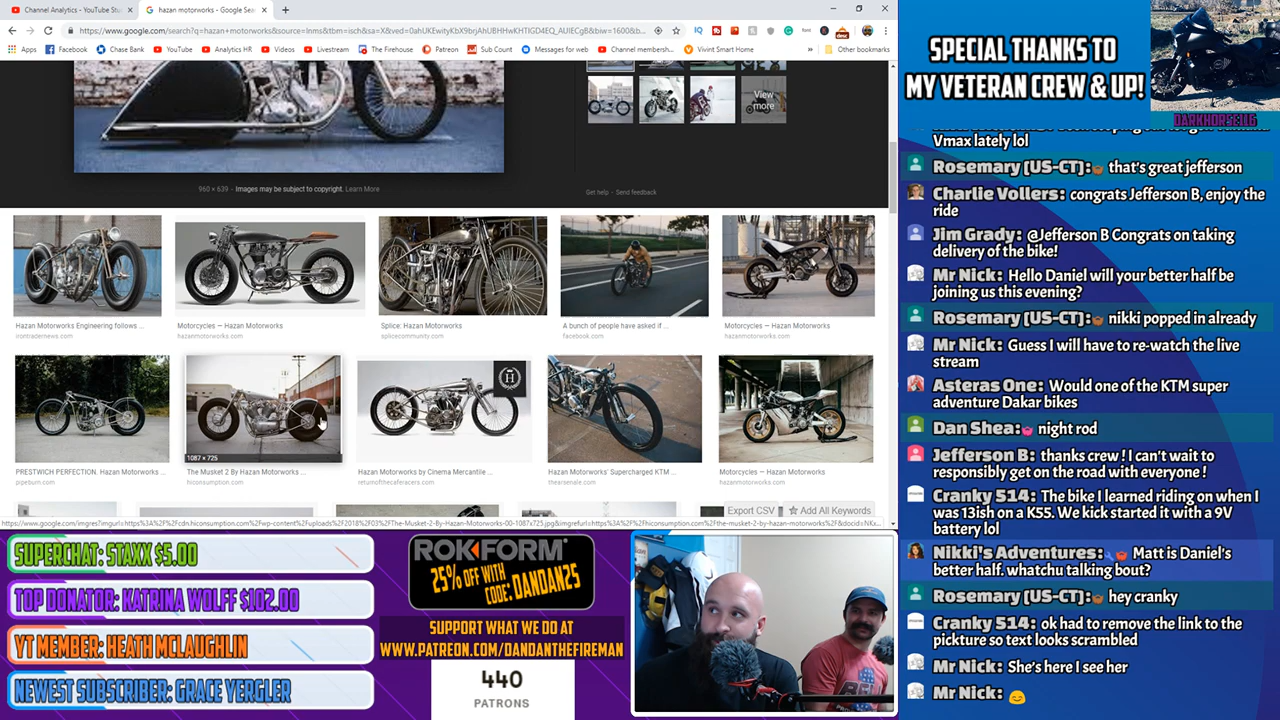 Channel Analytics - YouTube Stu
hazan motorworks - Google Sea
https://www.google.com/search?q=hazan+motorworks&source=lnms&tbm=isch&sa=X&ved=
Apps
Facebook
Chase Bank
YouTube
Analytics HR
Videos
Livestream
The Firehouse
Patreon
Sub Count
Messages for web
Channel membersh...
Vivint Smart Home
Other bookmarks
View more
960 × 639 - Images may be subject to copyright. Learn More
Get help - Send feedback
Hazan Motorworks Engineering follows ...
irontradernews.com
Motorcycles — Hazan Motorworks
hazanmotorworks.com
Splice: Hazan Motorworks
splicecommunity.com
A bunch of people have asked if ...
facebook.com
Motorcycles — Hazan Motorworks
hazanmotorworks.com
1087 × 725
H
PRESTWICH PERFECTION. Hazan Motorworks ...
pipeburn.com
The Musket 2 By Hazan Motorworks ...
hiconsumption.com
Hazan Motorworks by Cinema Mercantile ...
returnofthecaferacers.com
Hazan Motorworks' Supercharged KTM ...
thearsenale.com
Motorcycles — Hazan Motorworks
hazanmotorworks.com
Export CSV
Add All Keywords
SUPERCHAT: STAXX $5.00
TOP DONATOR: KATRINA WOLFF $102.00
YT MEMBER: HEATH MCLAUGHLIN
NEWEST SUBSCRIBER: GRACE YERGLER
ROKFORM
25% OFF WITH
CODE: DANDAN25
SUPPORT WHAT WE DO AT
WWW.PATREON.COM/DANDANTHEFIREMAN
440
PATRONS
SPECIAL THANKS TO
MY VETERAN CREW & UP!
DARKHORSE116
Vmax lately lol
Rosemary (US-CT): that's great jefferson
Charlie Vollers: congrats Jefferson B, enjoy the
ride
Jim Grady: @Jefferson B Congrats on taking
delivery of the bike!
Mr Nick: Hello Daniel will your better half be
joining us this evening?
Rosemary (US-CT): nikki popped in already
Mr Nick: Guess I will have to re-watch the live
stream
Asteras One: Would one of the KTM super
adventure Dakar bikes
Dan Shea: night rod
Jefferson B: thanks crew ! I can't wait to
responsibly get on the road with everyone !
Cranky 514: The bike I learned riding on when I
was 13ish on a K55. We kick started it with a 9V
battery lol
Nikki's Adventures: Matt is Daniel's
better half. whatchu talking bout?
Rosemary (US-CT): hey cranky
Cranky 514: ok had to remove the link to the
pickture so text looks scrambled
Mr Nick: She's here I see her
Mr Nick: 😊